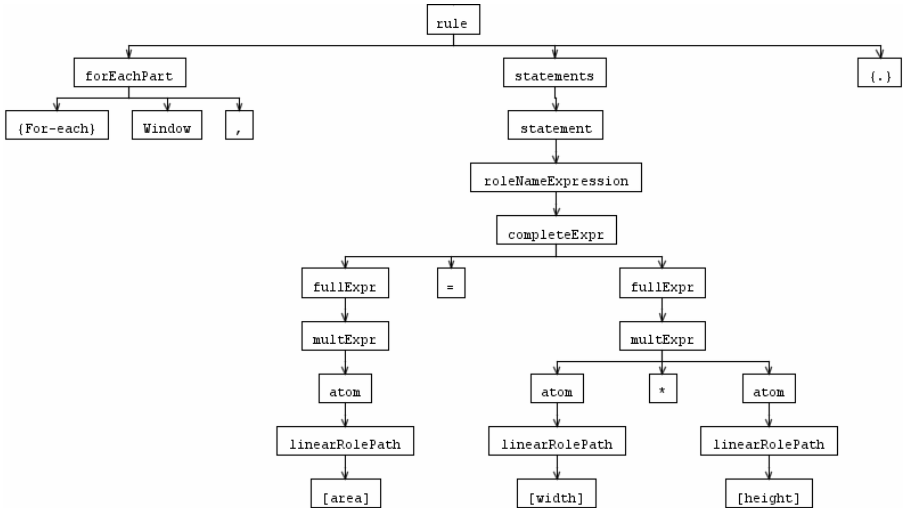 rule
forEachPart statements {.}
{For-each} Window , statement
roleNameExpression
completeExpr
fullExpr = fullExpr
multExpr multExpr
atom atom * atom
linearRolePath linearRolePath linearRolePath
[area] [width] [height]